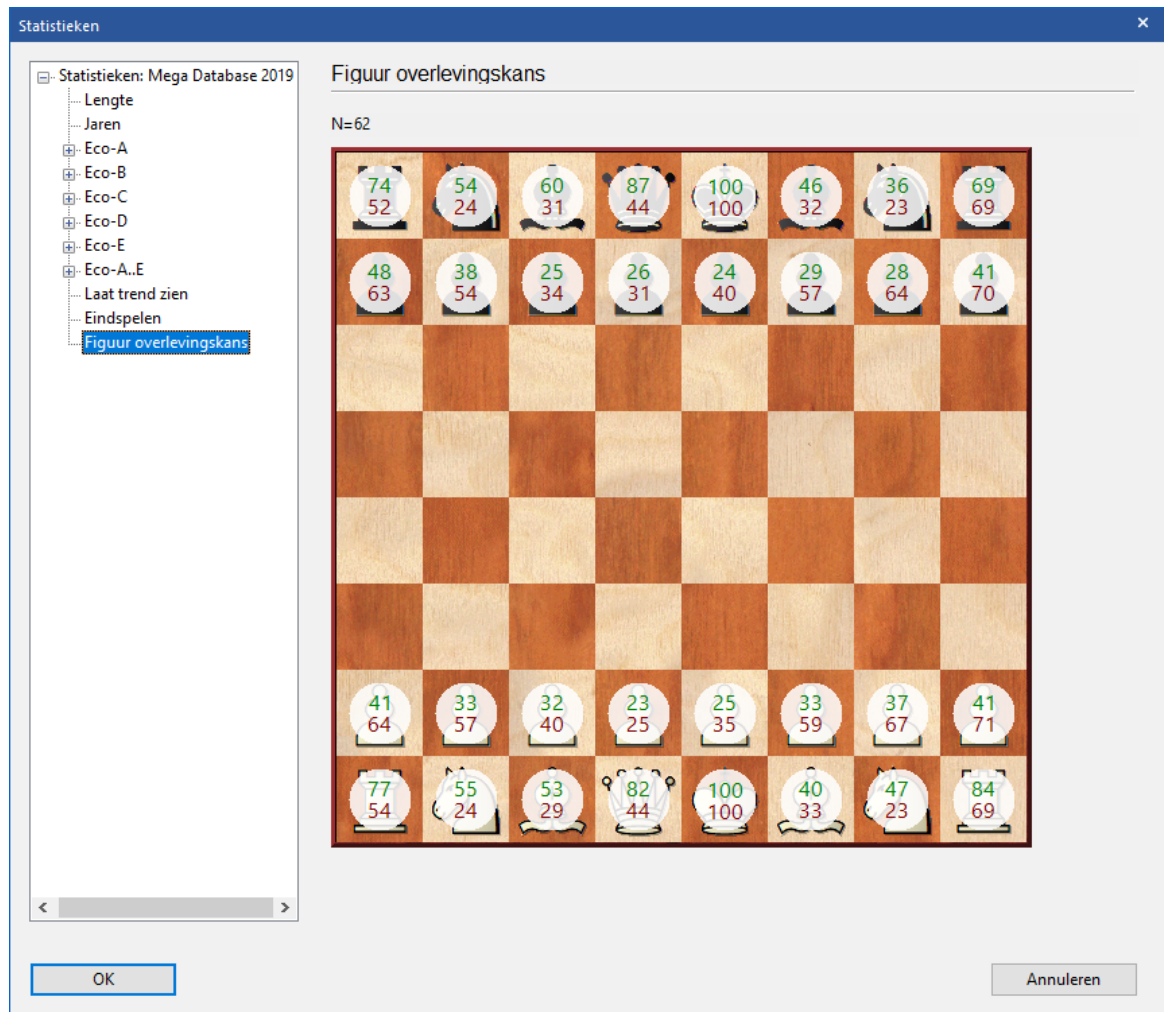 Statistieken
Statistieken: Mega Database 2019
Lengte
Jaren
Eco-A
Eco-B
Eco-C
Eco-D
Eco-E
Eco-A..E
Laat trend zien
Eindspelen
Figuur overlevingskans
Figuur overlevingskans
N=62
74 54 60 87 100 46 36 69
52 24 31 44 100 32 23 69
48 38 25 26 24 29 28 41
63 54 34 31 40 57 64 70
41 33 32 23 25 33 37 41
64 57 40 25 35 59 67 71
77 55 53 82 100 40 47 84
54 24 29 44 100 33 23 69
OK
Annuleren